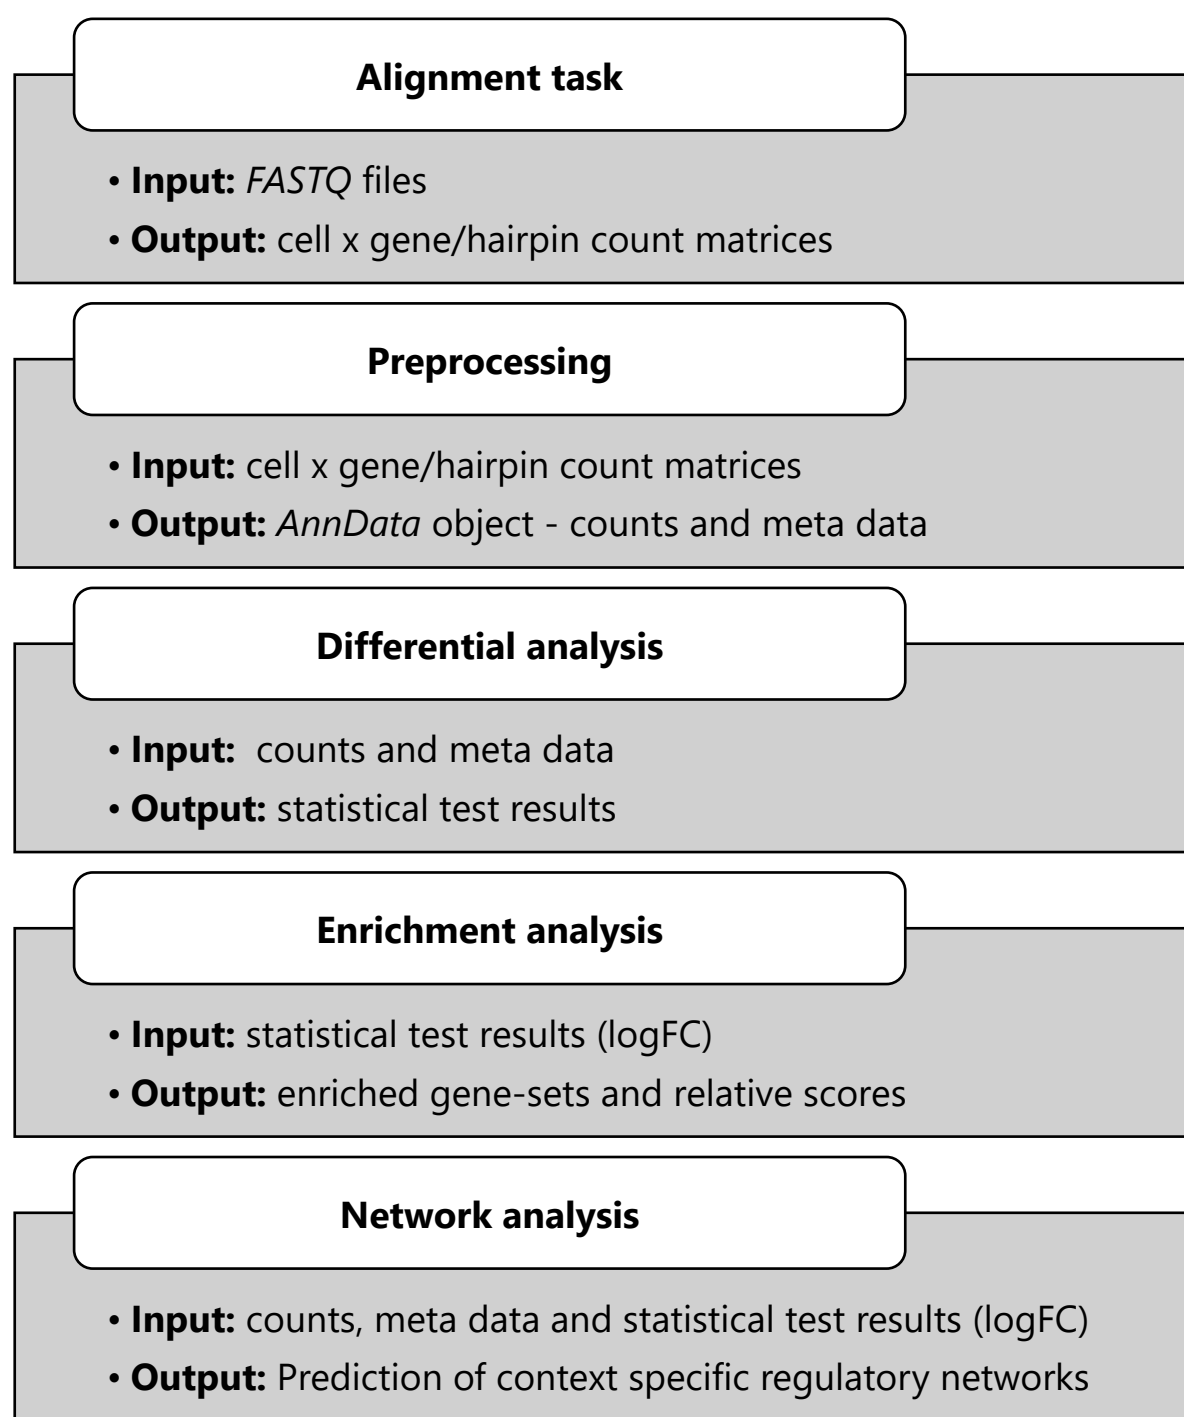 Alignment task
• Input: FASTQ files
• Output: cell x gene/hairpin count matrices
Preprocessing
• Input: cell x gene/hairpin count matrices
• Output: AnnData object - counts and meta data
Differential analysis
• Input:  counts and meta data
• Output: statistical test results
Enrichment analysis
• Input: statistical test results (logFC)
• Output: enriched gene-sets and relative scores
Network analysis
• Input: counts, meta data and statistical test results (logFC)
• Output: Prediction of context specific regulatory networks